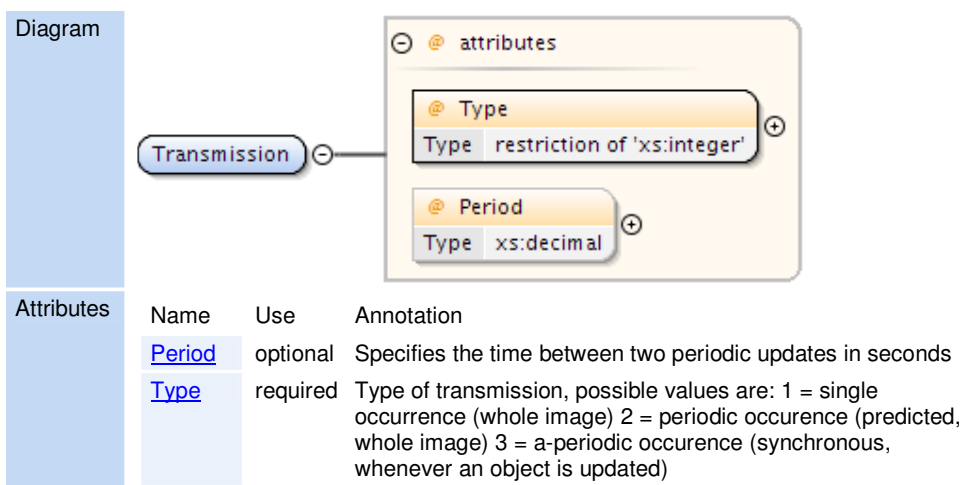 Diagram
@ attributes
@ Type
Type restriction of 'xs:integer'
Transmission
@ Period
Type xs:decimal
Attributes
Name Use Annotation
Period optional Specifies the time between two periodic updates in seconds
Type required Type of transmission, possible values are: 1 = single
occurrence (whole image) 2 = periodic occurence (predicted,
whole image) 3 = a-periodic occurence (synchronous,
whenever an object is updated)